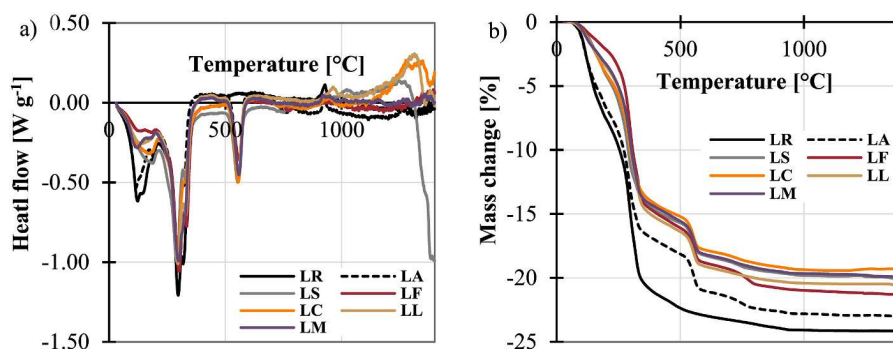 a)
0.50
Temperature [°C]
0.00
0
500
1000
-0.50
-1.00
-1.50
Heatl flow [W g-1]
LR
LA
LS
LF
LC
LL
LM
b)
0
500
1000
Temperature [°C]
-5
-10
-15
-20
-25
Mass change [%]
LR
LA
LS
LF
LC
LL
LM